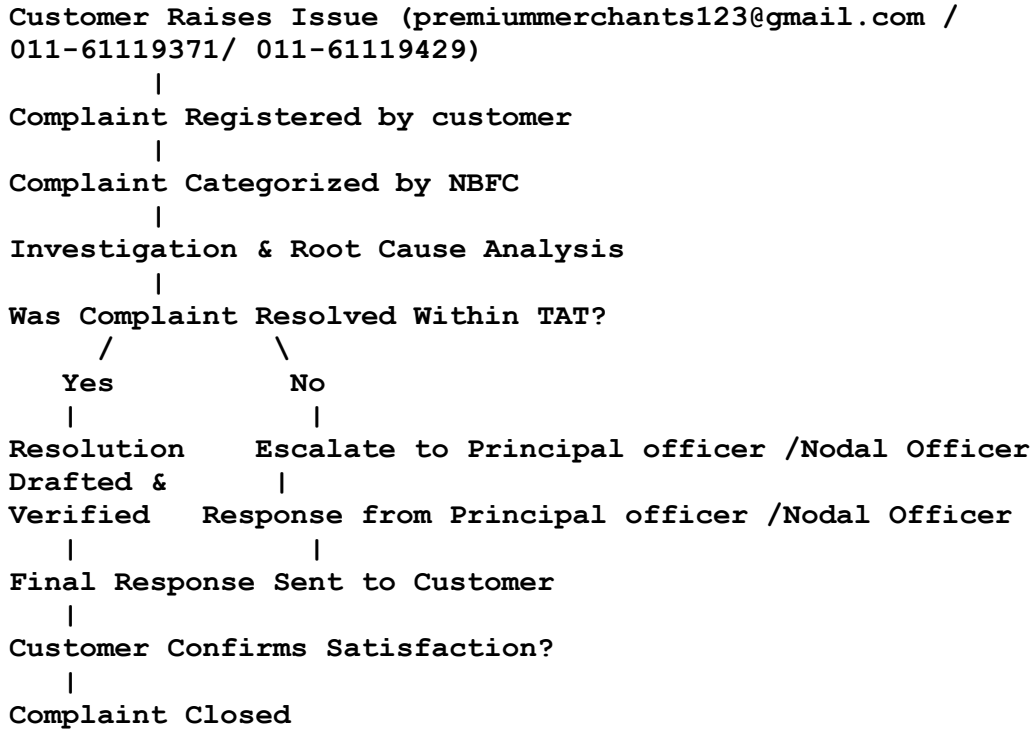 Customer Raises Issue (premiummerchants123@gmail.com /
011-61119371/ 011-61119429)
|
Complaint Registered by customer
|
Complaint Categorized by NBFC
|
Investigation & Root Cause Analysis
|
Was Complaint Resolved Within TAT?
/ \
Yes No
| |
Resolution Escalate to Principal officer /Nodal Officer
Drafted & |
Verified Response from Principal officer /Nodal Officer
| |
Final Response Sent to Customer
|
Customer Confirms Satisfaction?
|
Complaint Closed